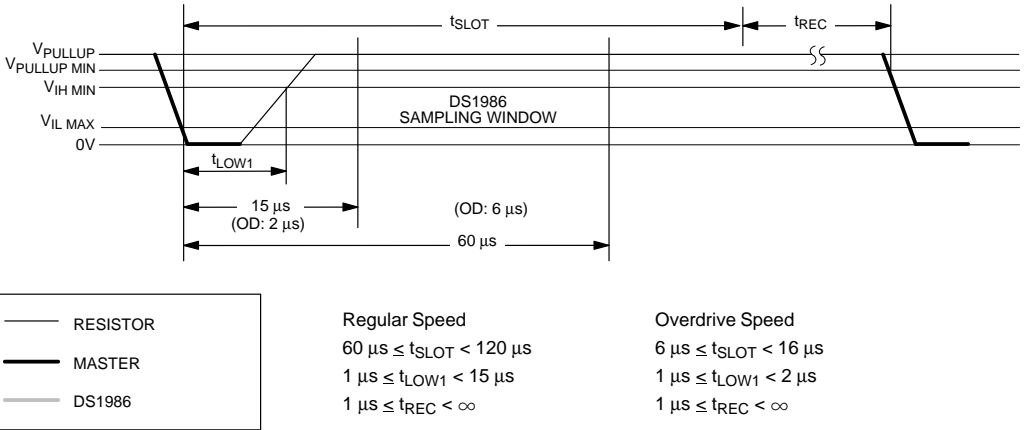 tSLOT
tREC
VPULLUP
VPULLUP MIN
VIH MIN
DS1986
SAMPLING WINDOW
VIL MAX
0V
tLOW1
15 µs
(OD: 2 µs)
(OD: 6 µs)
60 µs
RESISTOR
MASTER
DS1986
Regular Speed
60 µs ≤ tSLOT < 120 µs
1 µs ≤ tLOW1 < 15 µs
1 µs ≤ tREC < ∞
Overdrive Speed
6 µs ≤ tSLOT < 16 µs
1 µs ≤ tLOW1 < 2 µs
1 µs ≤ tREC < ∞